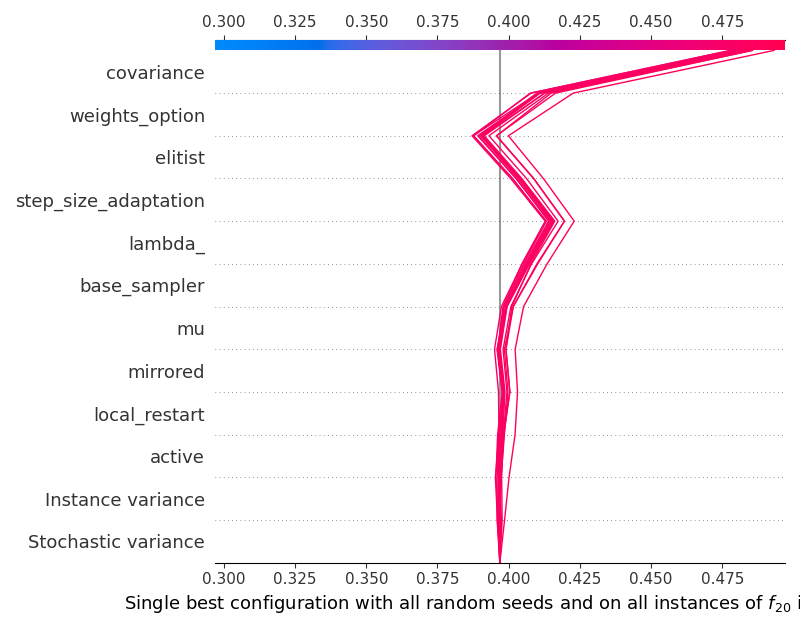 0.300 0.325 0.350 0.375 0.400 0.425 0.450 0.475
covariance
weights_option
elitist
step_size_adaptation
lambda_
base_sampler
mu
mirrored
local_restart
active
Instance variance
Stochastic variance
0.300 0.325 0.350 0.375 0.400 0.425 0.450 0.475
Single best configuration with all random seeds and on all instances of f20 i